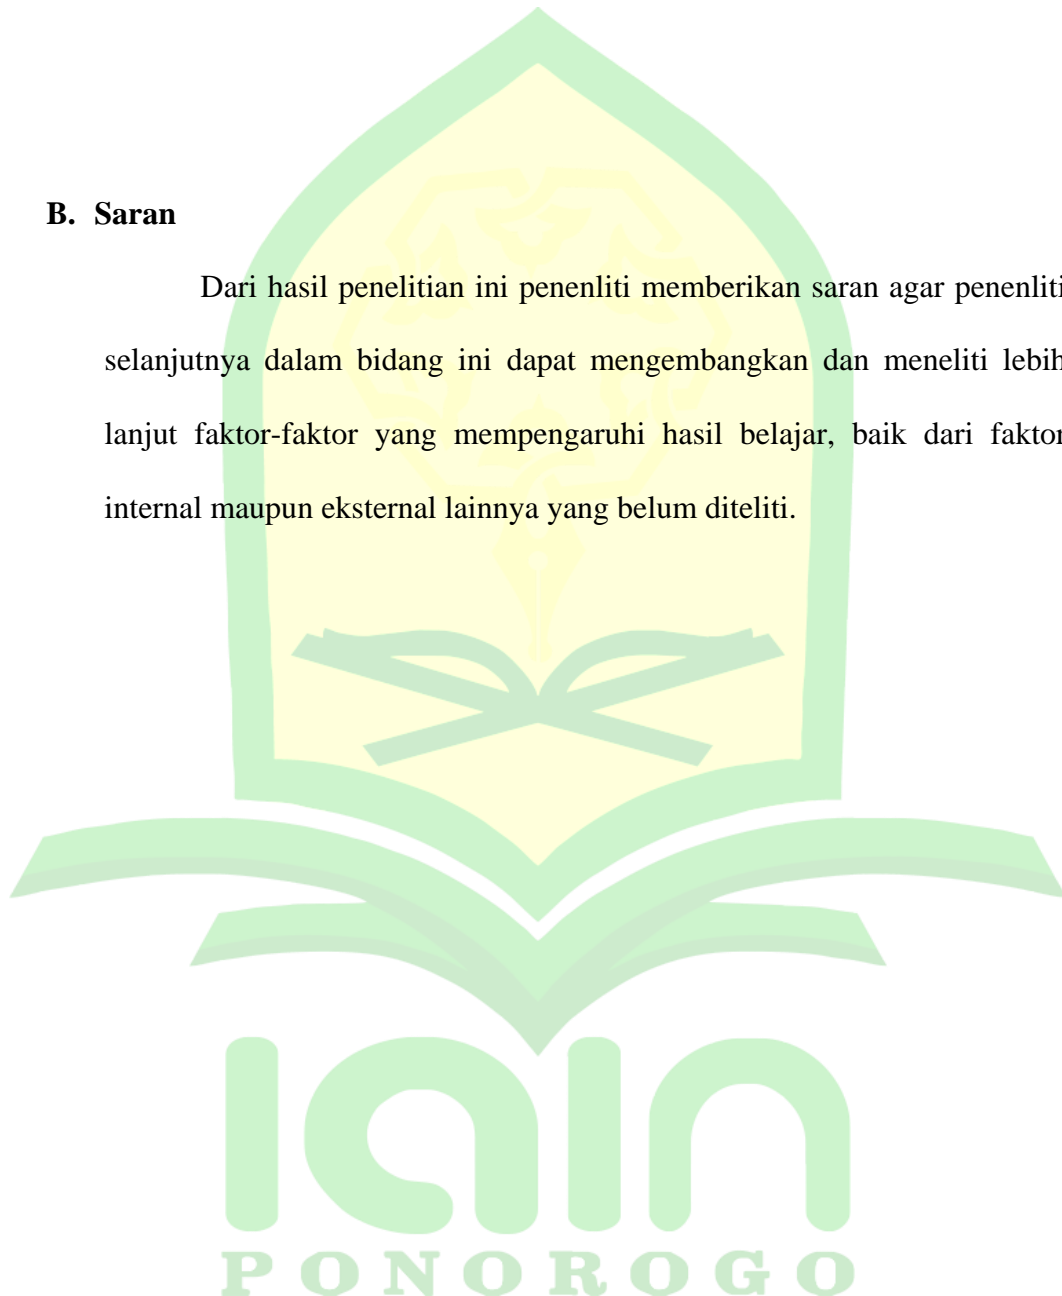 B. Saran
Dari hasil penelitian ini penenliti memberikan saran agar penenliti
selanjutnya dalam bidang ini dapat mengembangkan dan meneliti lebih
lanjut faktor-faktor yang mempengaruhi hasil belajar, baik dari faktor
internal maupun eksternal lainnya yang belum diteliti.
iain
PONOROGO